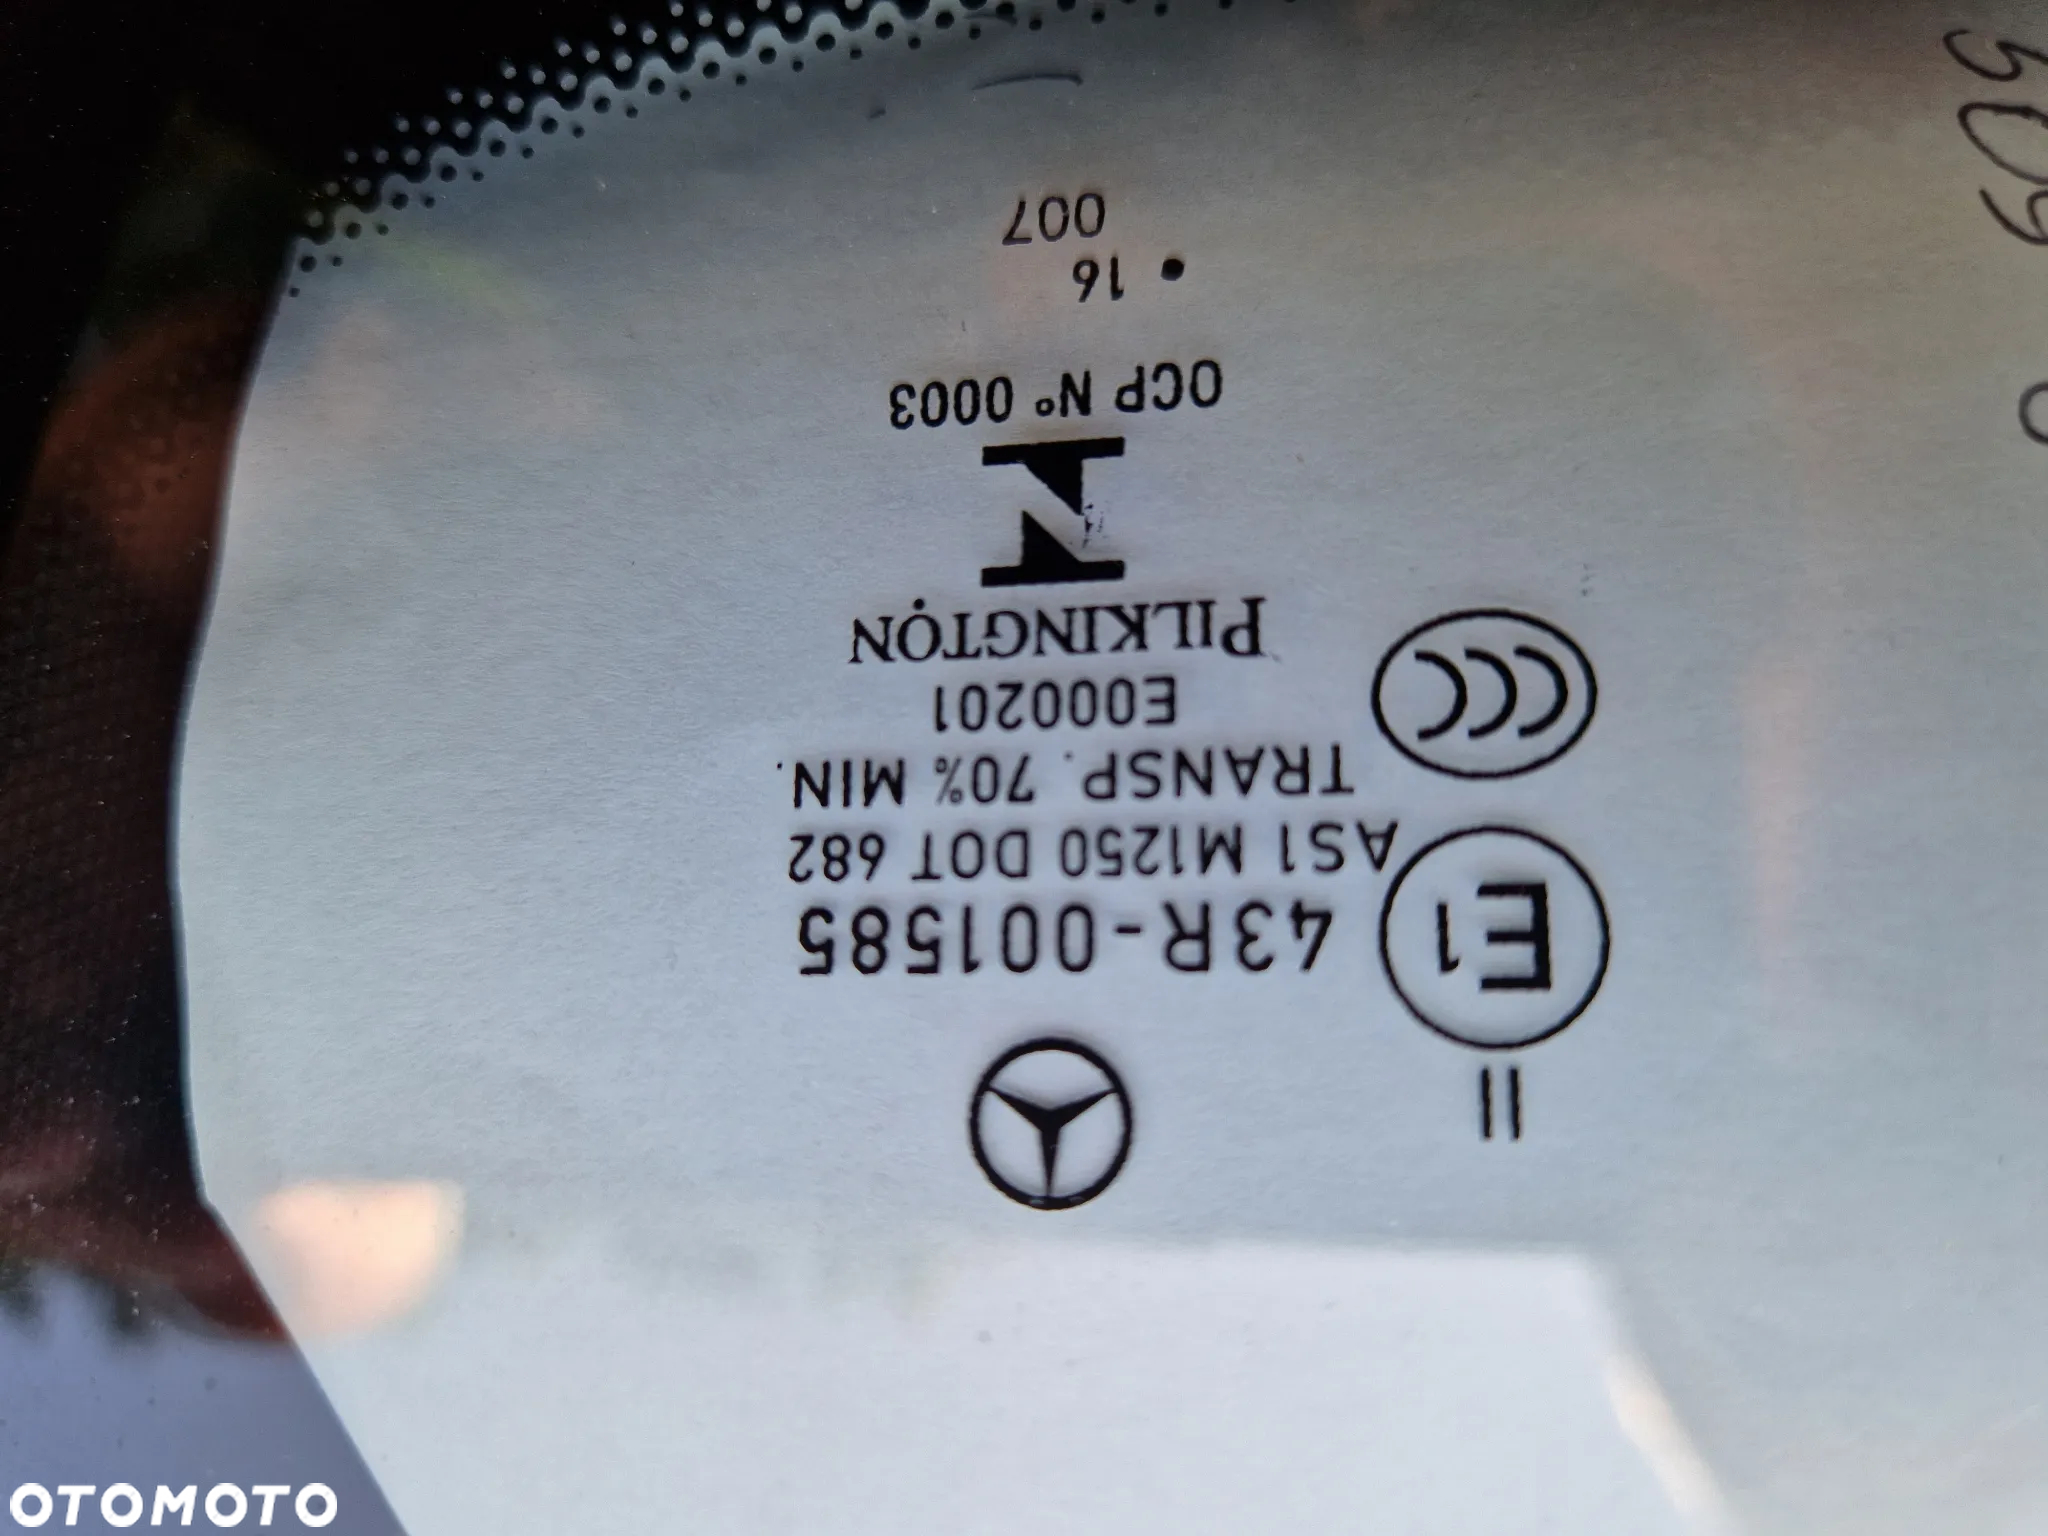 II
E1
43R-001585
AS1 M1250 DOT 682
TRANSP. 70% MIN.
E000201
CCC
PILKINGTON
OCP Nº 0003
• 16
007
OTOMOTO